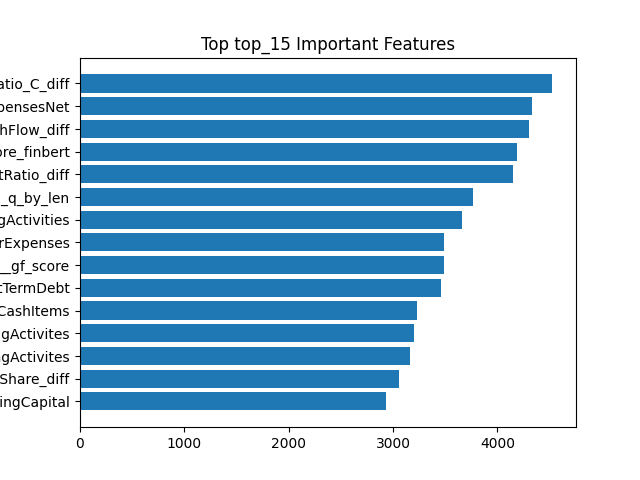 Top top_15 Important Features
atio_C_diff
pensesNet
hFlow_diff
ore_finbert
tRatio_diff
_q_by_len
gActivities
rExpenses
_gf_score
tTermDebt
CashItems
gActivites
gActivites
Share_diff
ingCapital
0 1000 2000 3000 4000